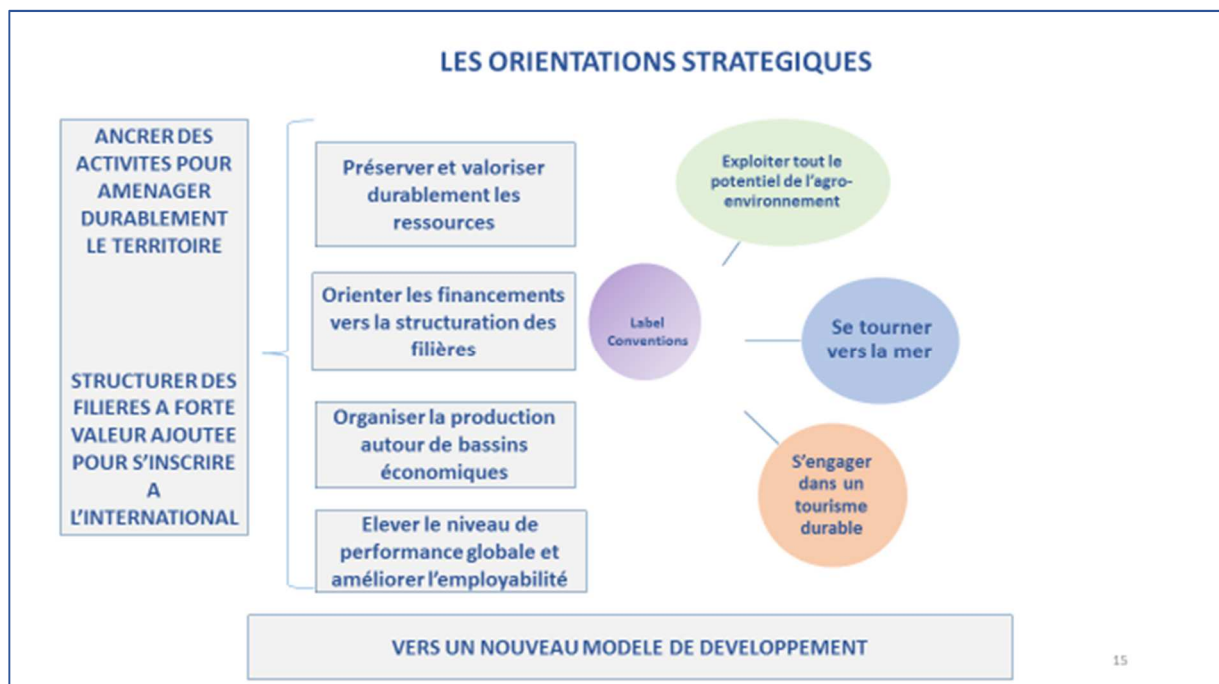 LES ORIENTATIONS STRATEGIQUES
ANCRER DES
ACTIVITES POUR
AMENAGER
DURABLEMENT
LE TERRITOIRE
STRUCTURER DES
FILIERES A FORTE
VALEUR AJOUTEE
POUR S'INSCRIRE
A
L'INTERNATIONAL
Préserver et valoriser
durablement les
ressources
Orienter les financements
vers la structuration des
filières
Organiser la production
autour de bassins
économiques
Elever le niveau de
performance globale et
améliorer l'employabilité
Label
Conventions
Exploiter tout le
potentiel de l'agro-
environnement
Se tourner
vers la mer
S'engager
dans un
tourisme
durable
VERS UN NOUVEAU MODELE DE DEVELOPPEMENT
15